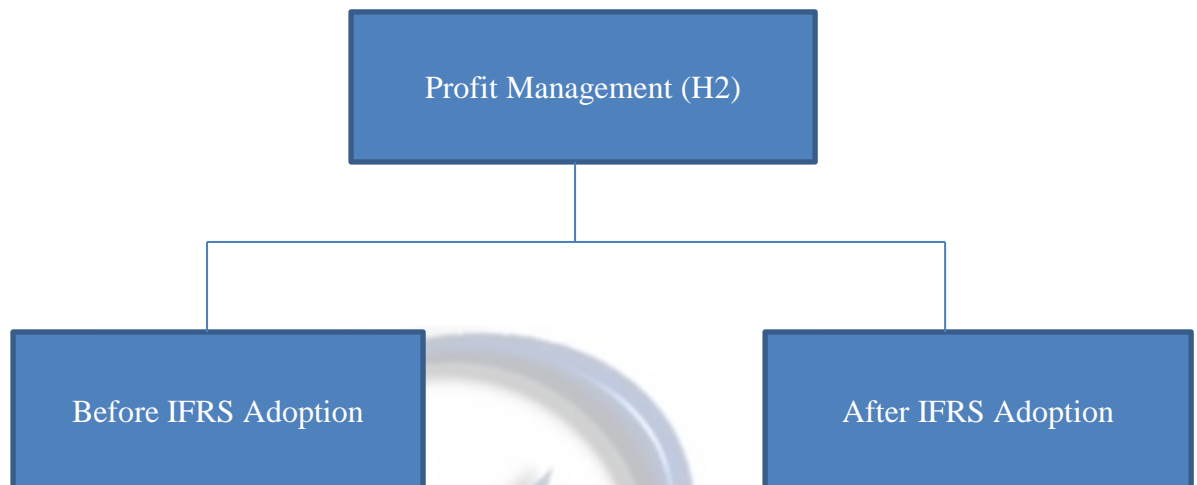 Profit Management (H2)
Before IFRS Adoption
After IFRS Adoption